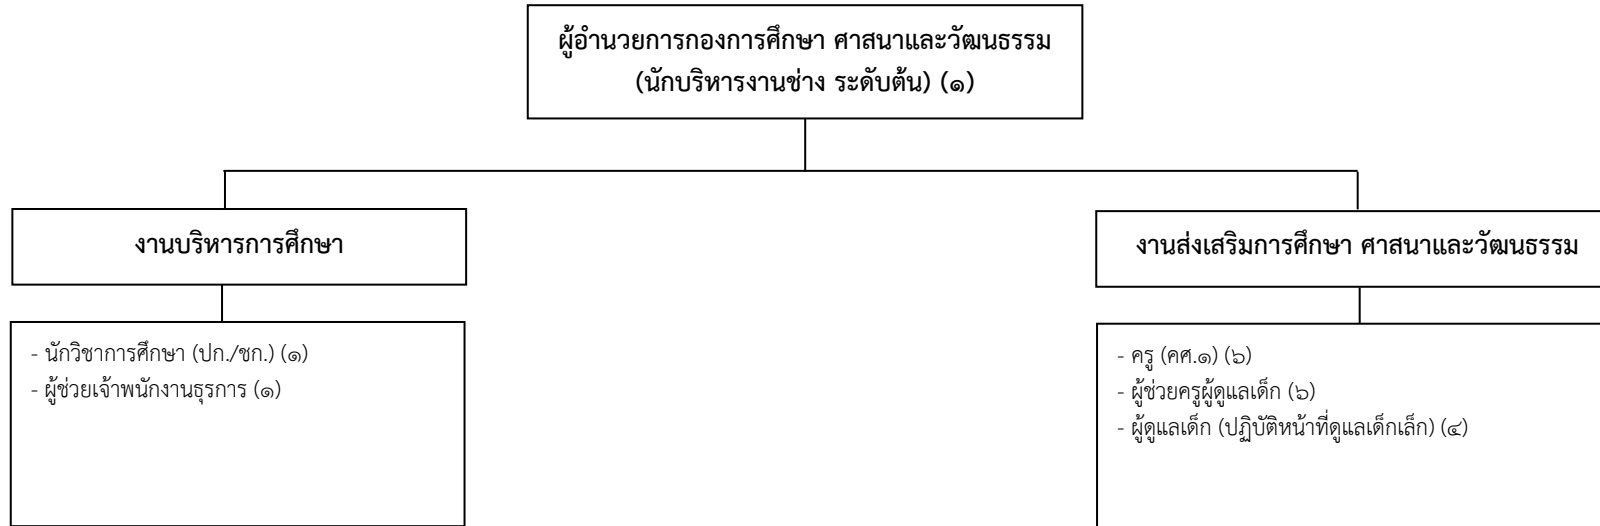 ผู้อำนวยการกองการศึกษา ศาสนาและวัฒนธรรม
(นักบริหารงานช่าง ระดับต้น) (๑)
งานบริหารการศึกษา
- นักวิชาการศึกษา (ปก./ชก.) (๑)
- ผู้ช่วยเจ้าพนักงานธุรการ (๑)
งานส่งเสริมการศึกษา ศาสนาและวัฒนธรรม
- ครู (คศ.๑) (๖)
- ผู้ช่วยครูผู้ดูแลเด็ก (๖)
- ผู้ดูแลเด็ก (ปฏิบัติหน้าที่ดูแลเด็กเล็ก) (๔)